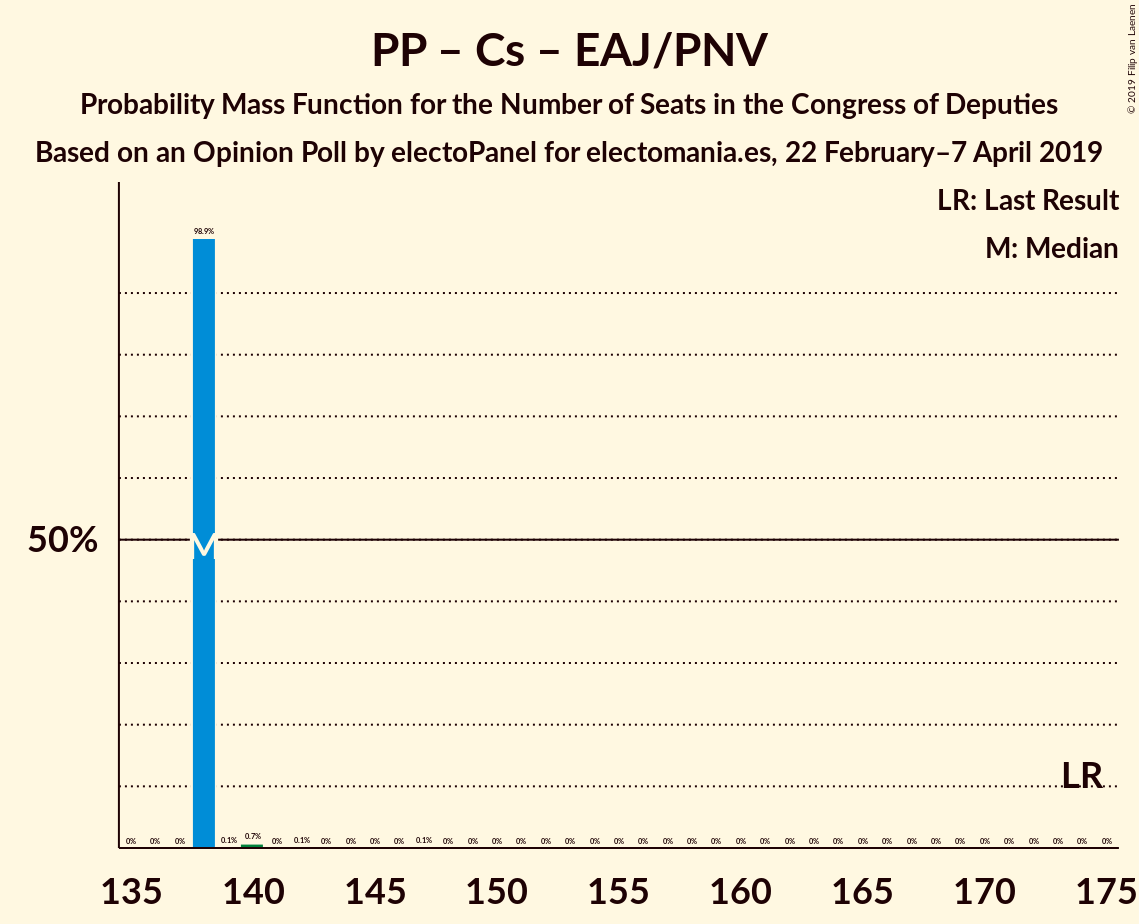 PP – Cs – EAJ/PNV
Probability Mass Function for the Number of Seats in the Congress of Deputies
Based on an Opinion Poll by electoPanel for electomania.es, 22 February–7 April 2019
© 2019 Filip van Laenen
LR: Last Result
M: Median
98.9%
50%
LR
0% 0% 0% 0.1% 0.7% 0% 0.1% 0% 0% 0% 0% 0.1% 0% 0% 0% 0% 0% 0% 0% 0% 0% 0% 0% 0% 0% 0% 0% 0% 0% 0% 0% 0% 0% 0% 0% 0% 0% 0% 0% 0%
135 140 145 150 155 160 165 170 175